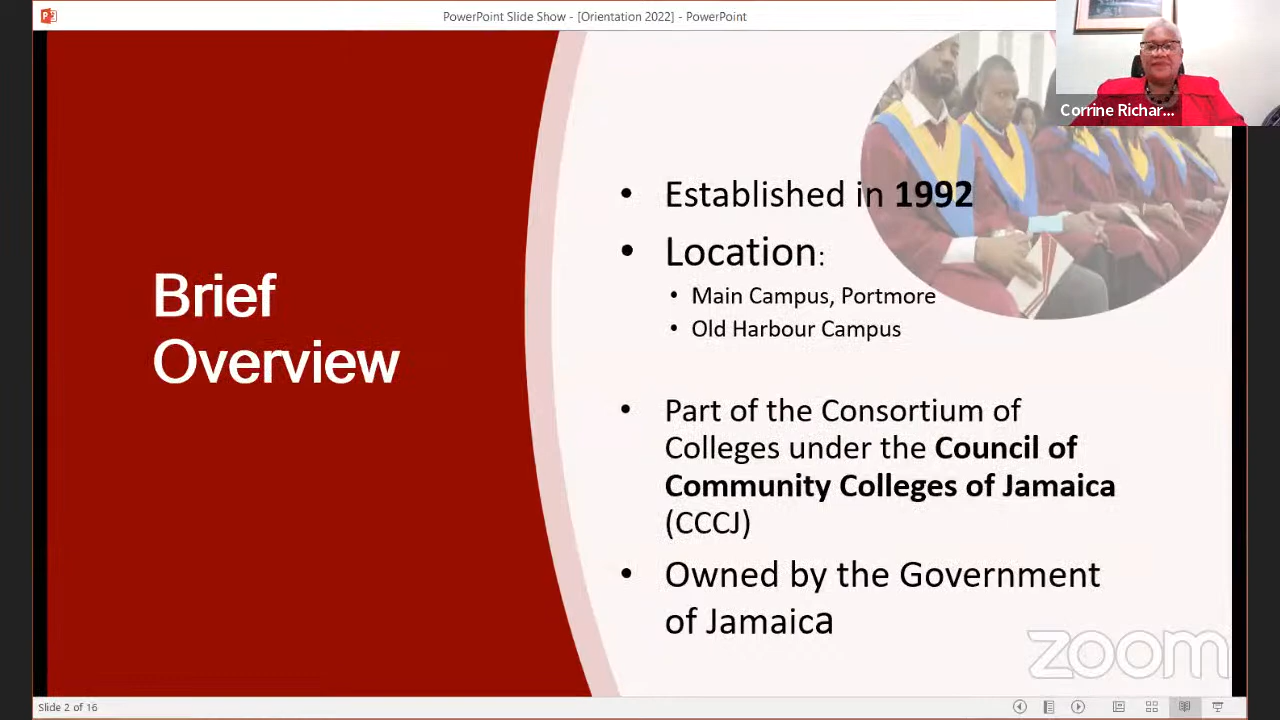 PowerPoint Slide Show - [Orientation 2022] - PowerPoint
Corrine Richar...
Brief
Overview
• Established in 1992
• Location:
• Main Campus, Portmore
• Old Harbour Campus
• Part of the Consortium of
Colleges under the Council of
Community Colleges of Jamaica
(CCCJ)
• Owned by the Government
of Jamaica
zoom
Slide 2 of 16